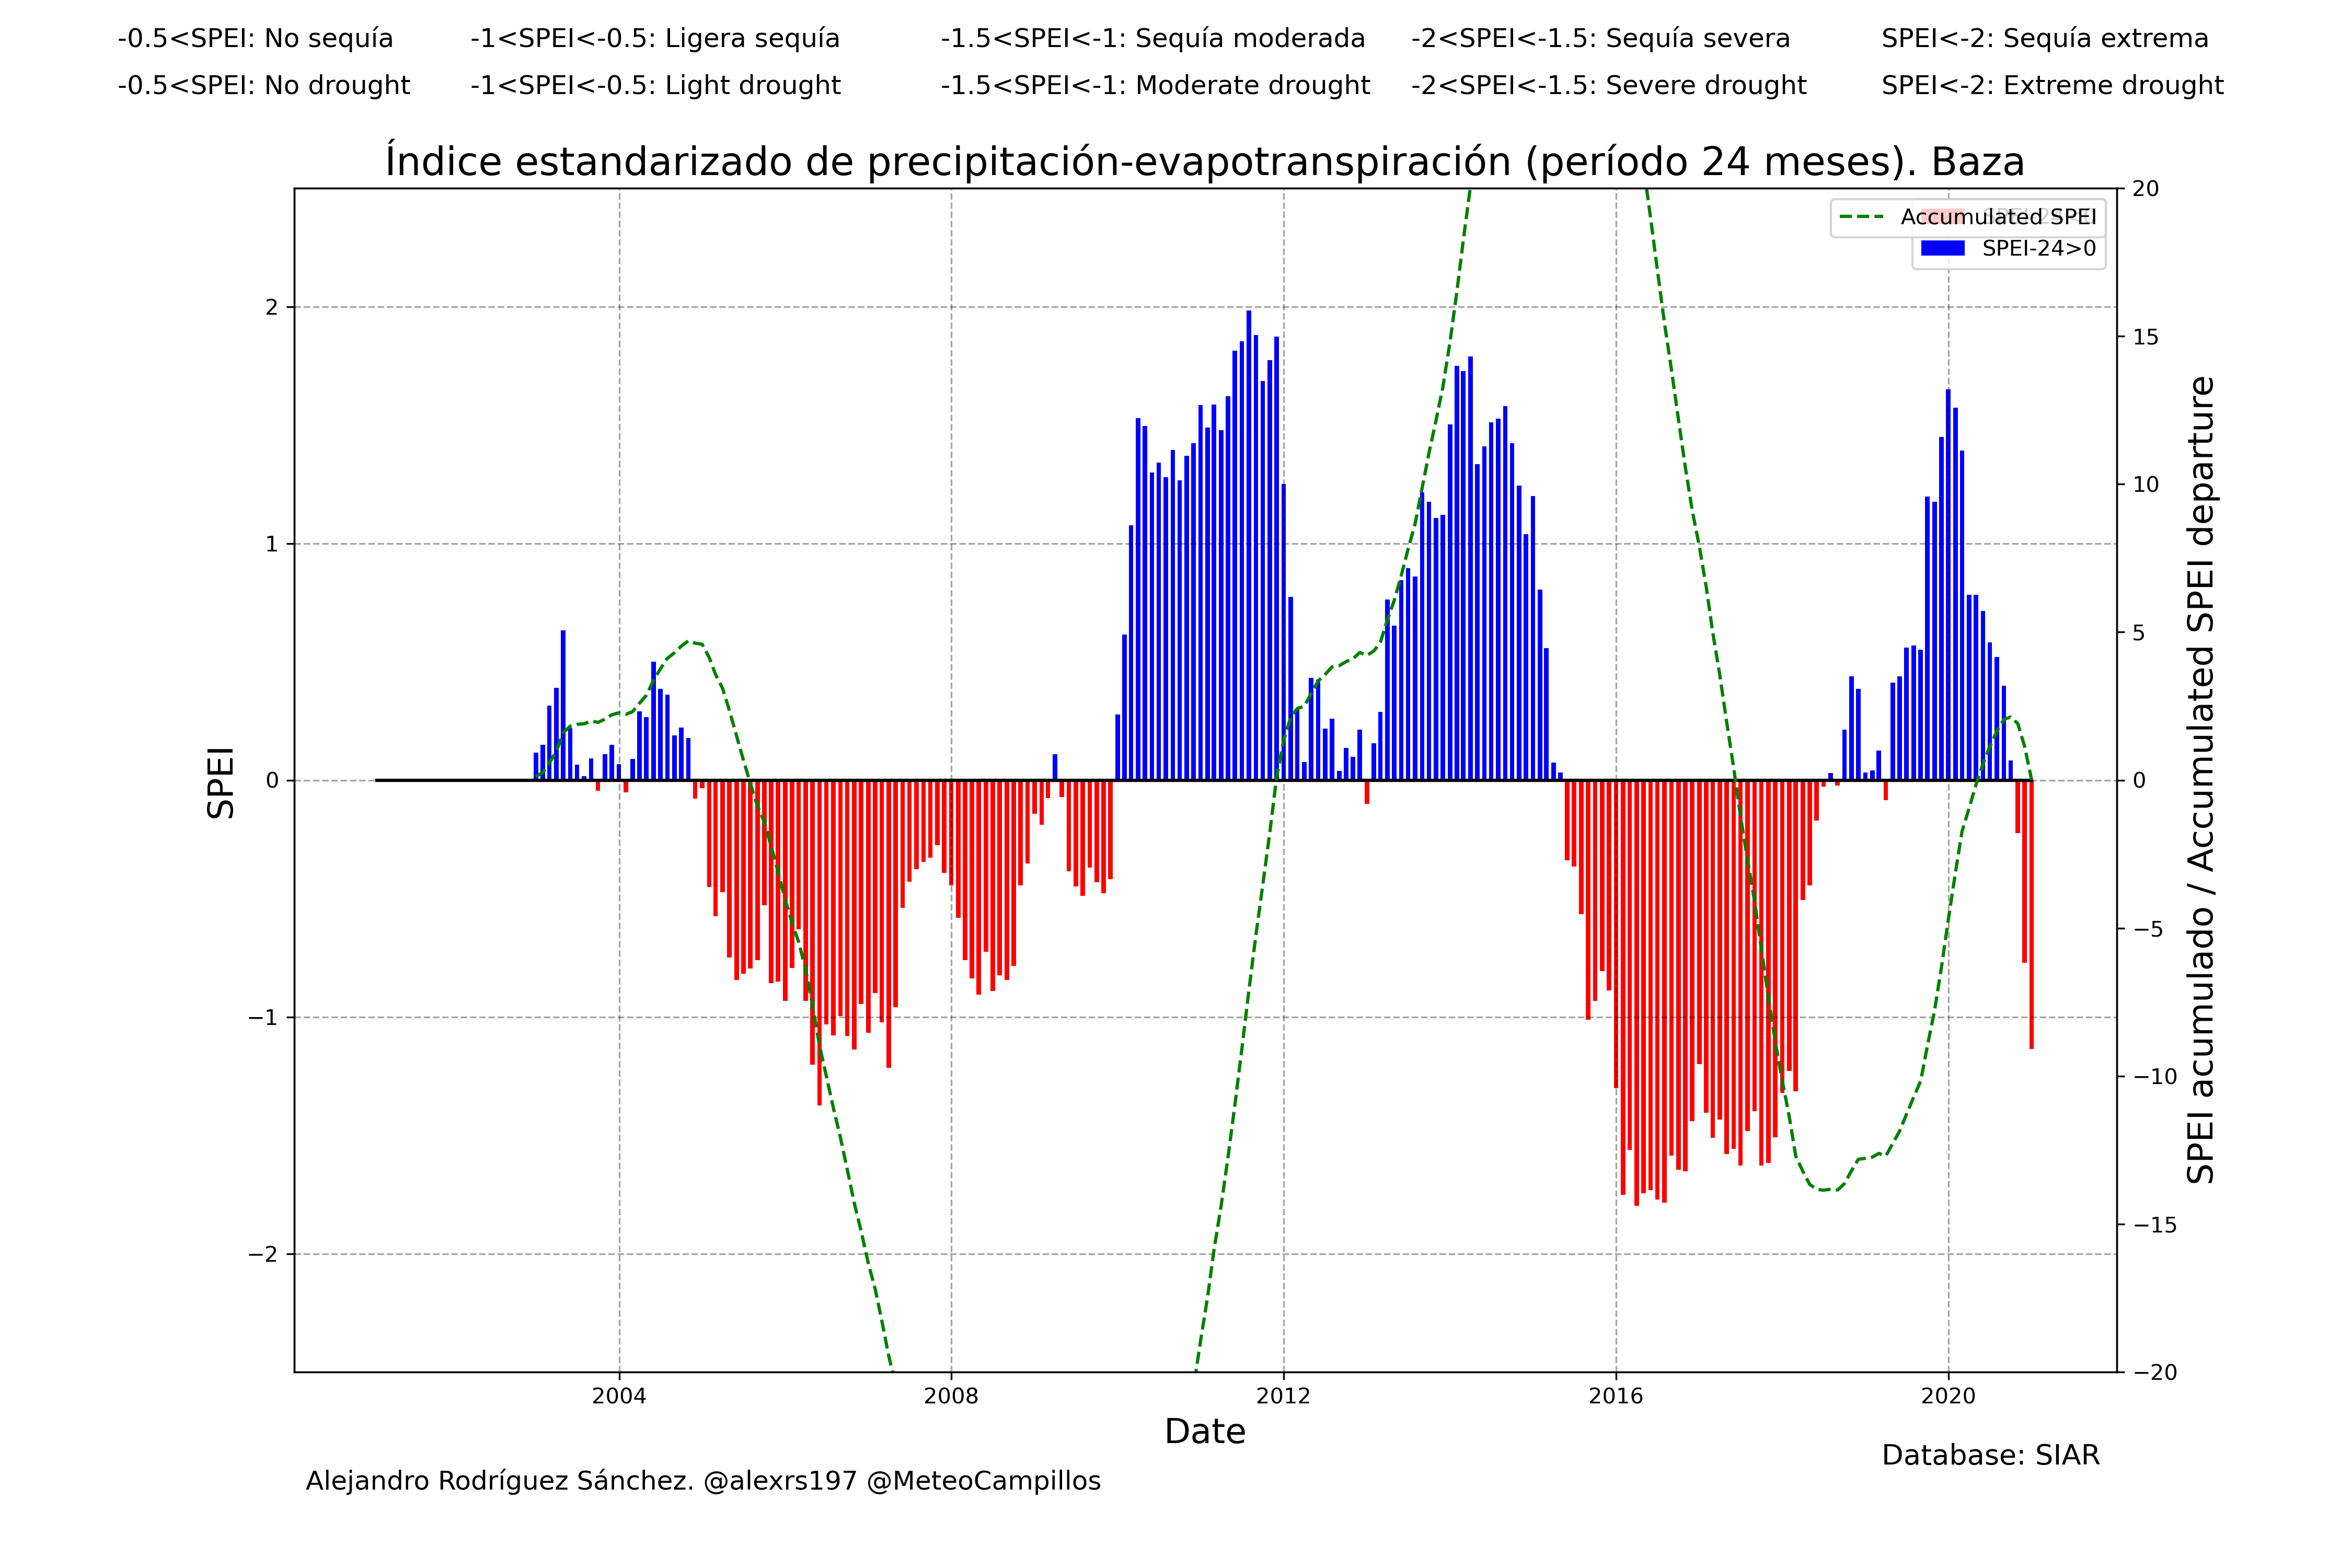 -0.5<SPEI: No sequía -1<SPEI<-0.5: Ligera sequía -1.5<SPEI<-1: Sequía moderada -2<SPEI<-1.5: Sequía severa SPEI<-2: Sequía extrema
-0.5<SPEI: No drought -1<SPEI<-0.5: Light drought -1.5<SPEI<-1: Moderate drought -2<SPEI<-1.5: Severe drought SPEI<-2: Extreme drought
Índice estandarizado de precipitación-evapotranspiración (período 24 meses). Baza
Accumulated SPEI
SPEI-24>0
2
1
0
−1
−2
SPEI
20
15
10
5
0
−5
−10
−15
−20
SPEI acumulado / Accumulated SPEI departure
2004 2008 2012 2016 2020
Date
Database: SIAR
Alejandro Rodríguez Sánchez. @alexrs197 @MeteoCampillos